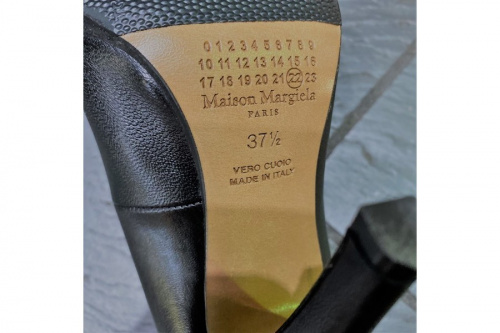 0 1 2 3 4 5 6 7 8 9
10 11 12 13 14 15 16
17 18 19 20 21 22 23
Maison Margiela
PARIS
37½
VERO CUOIO
MADE IN ITALY